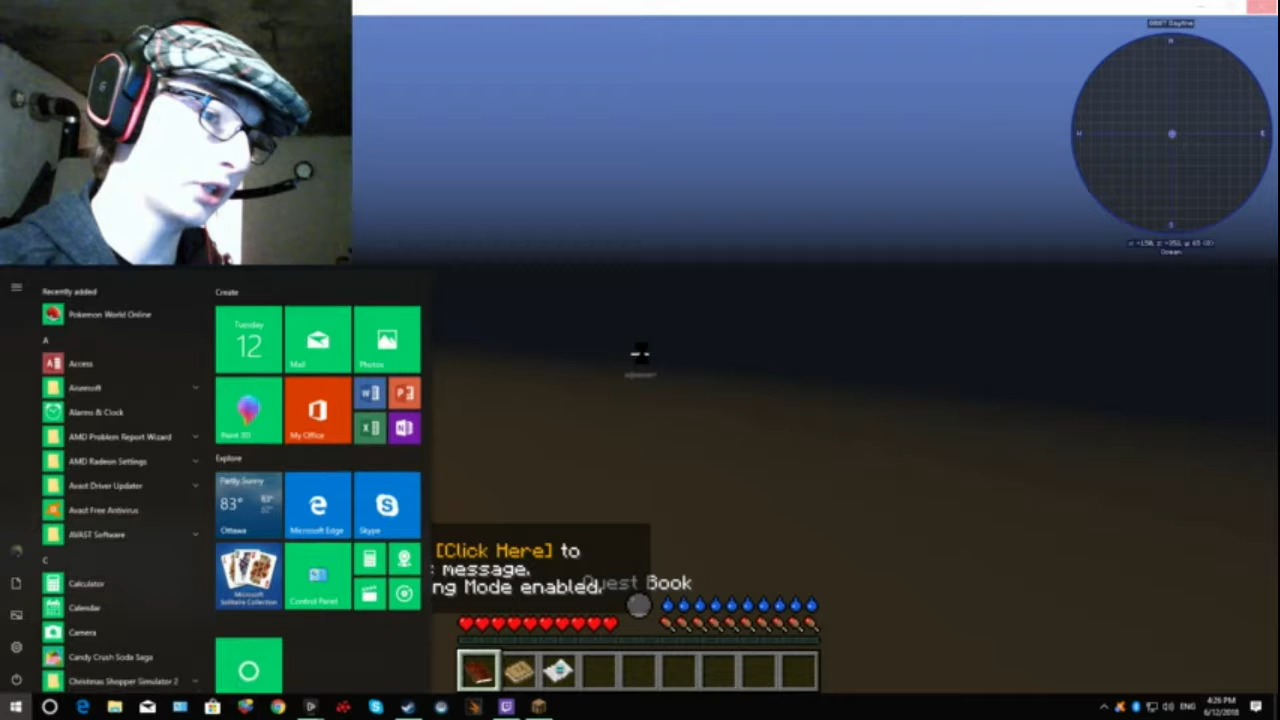 Recently added
Pokemon World Online
A
Access
Alarms & Clock
AMD Problem Report Wizard
AMD Radeon Settings
Avast Driver Updater
Avast Free Antivirus
AVAST Software
C
Calculator
Calendar
Camera
Candy Crush Soda Saga
Christmas Shopper Simulator 2
Create
Tuesday
12
Mail
Photos
Paint 3D
My Office
Explore
Partly Sunny
83°
83°
Ottawa
Microsoft Edge
Skype
Microsoft
Solitaire Collection
Control Panel
N
W
E
S
Ocean
[Click Here] to
message.
ng Mode enabled.
Quest Book
ENG
4:26 PM
6/12/2018